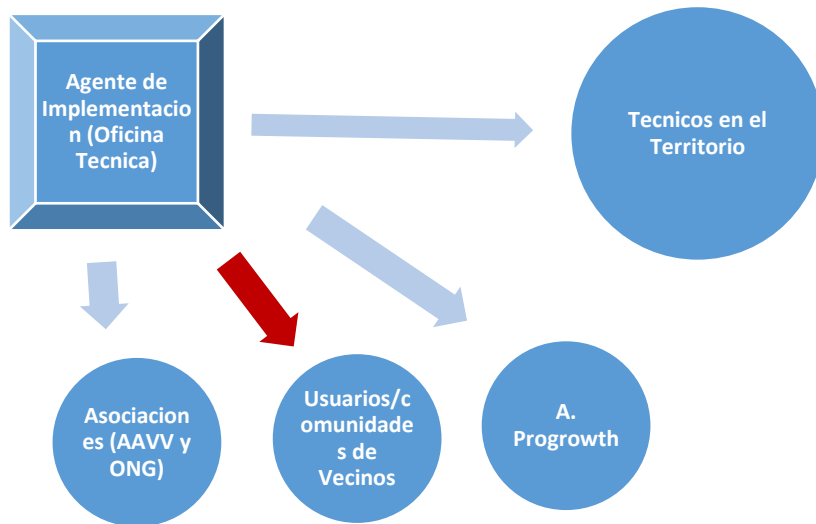 Agente de
Implementacio
n (Oficina
Tecnica)
Tecnicos en el
Territorio
Asociacion
es (AAVV y
ONG)
Usuarios/c
omunidade
s de
Vecinos
A.
Progrowth